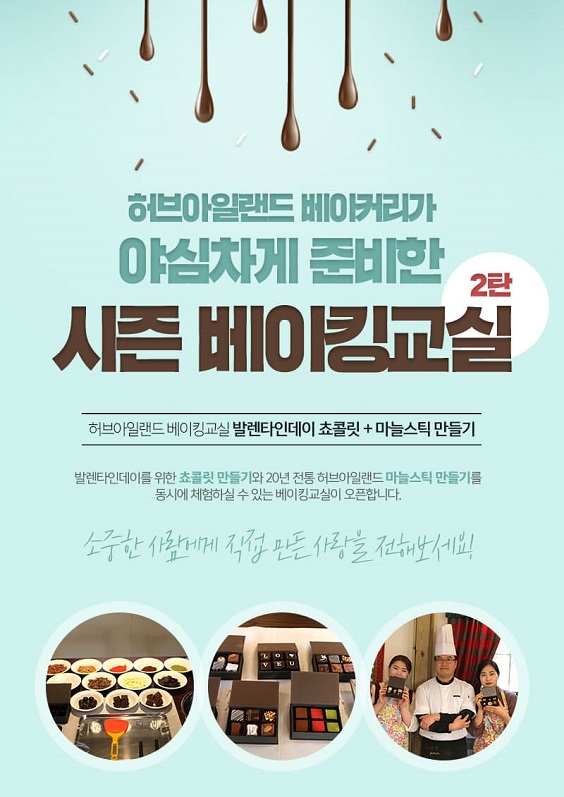 허브아일랜드 베이커리가
야심차게 준비한
2탄
시즌 베이킹교실
허브아일랜드 베이킹교실 발렌타인데이 쵸콜릿 + 마늘스틱 만들기
발렌타인데이를 위한 쵸콜릿 만들기와 20년 전통 허브아일랜드 마늘스틱 만들기를
동시에 체험하실 수 있는 베이킹교실이 오픈합니다.
소중한 사람에게 직접 만든 사랑을 전해보세요!
LO
VE U